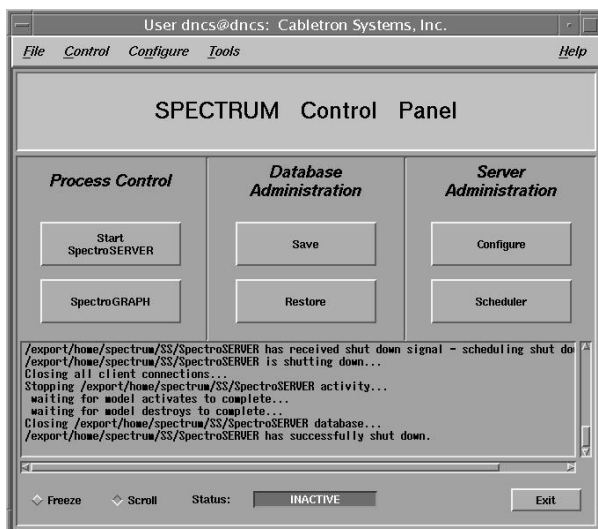 User dncs@dncs: Cabletron Systems, Inc.
File Control Configure Tools Help
SPECTRUM Control Panel
Process Control
Start
SpectroSERVER
SpectroGRAPH
Database
Administration
Save
Restore
Server
Administration
Configure
Scheduler
/export/home/spectrum/SS/SpectroSERVER has received shut down signal - scheduling shut do
/export/home/spectrum/SS/SpectroSERVER is shutting down...
Closing all client connections...
Stopping /export/home/spectrum/SS/SpectroSERVER activity...
waiting for model activates to complete...
waiting for model destroys to complete...
Closing /export/home/spectrum/SS/SpectroSERVER database...
/export/home/spectrum/SS/SpectroSERVER has successfully shut down.
Freeze Scroll Status: INACTIVE Exit